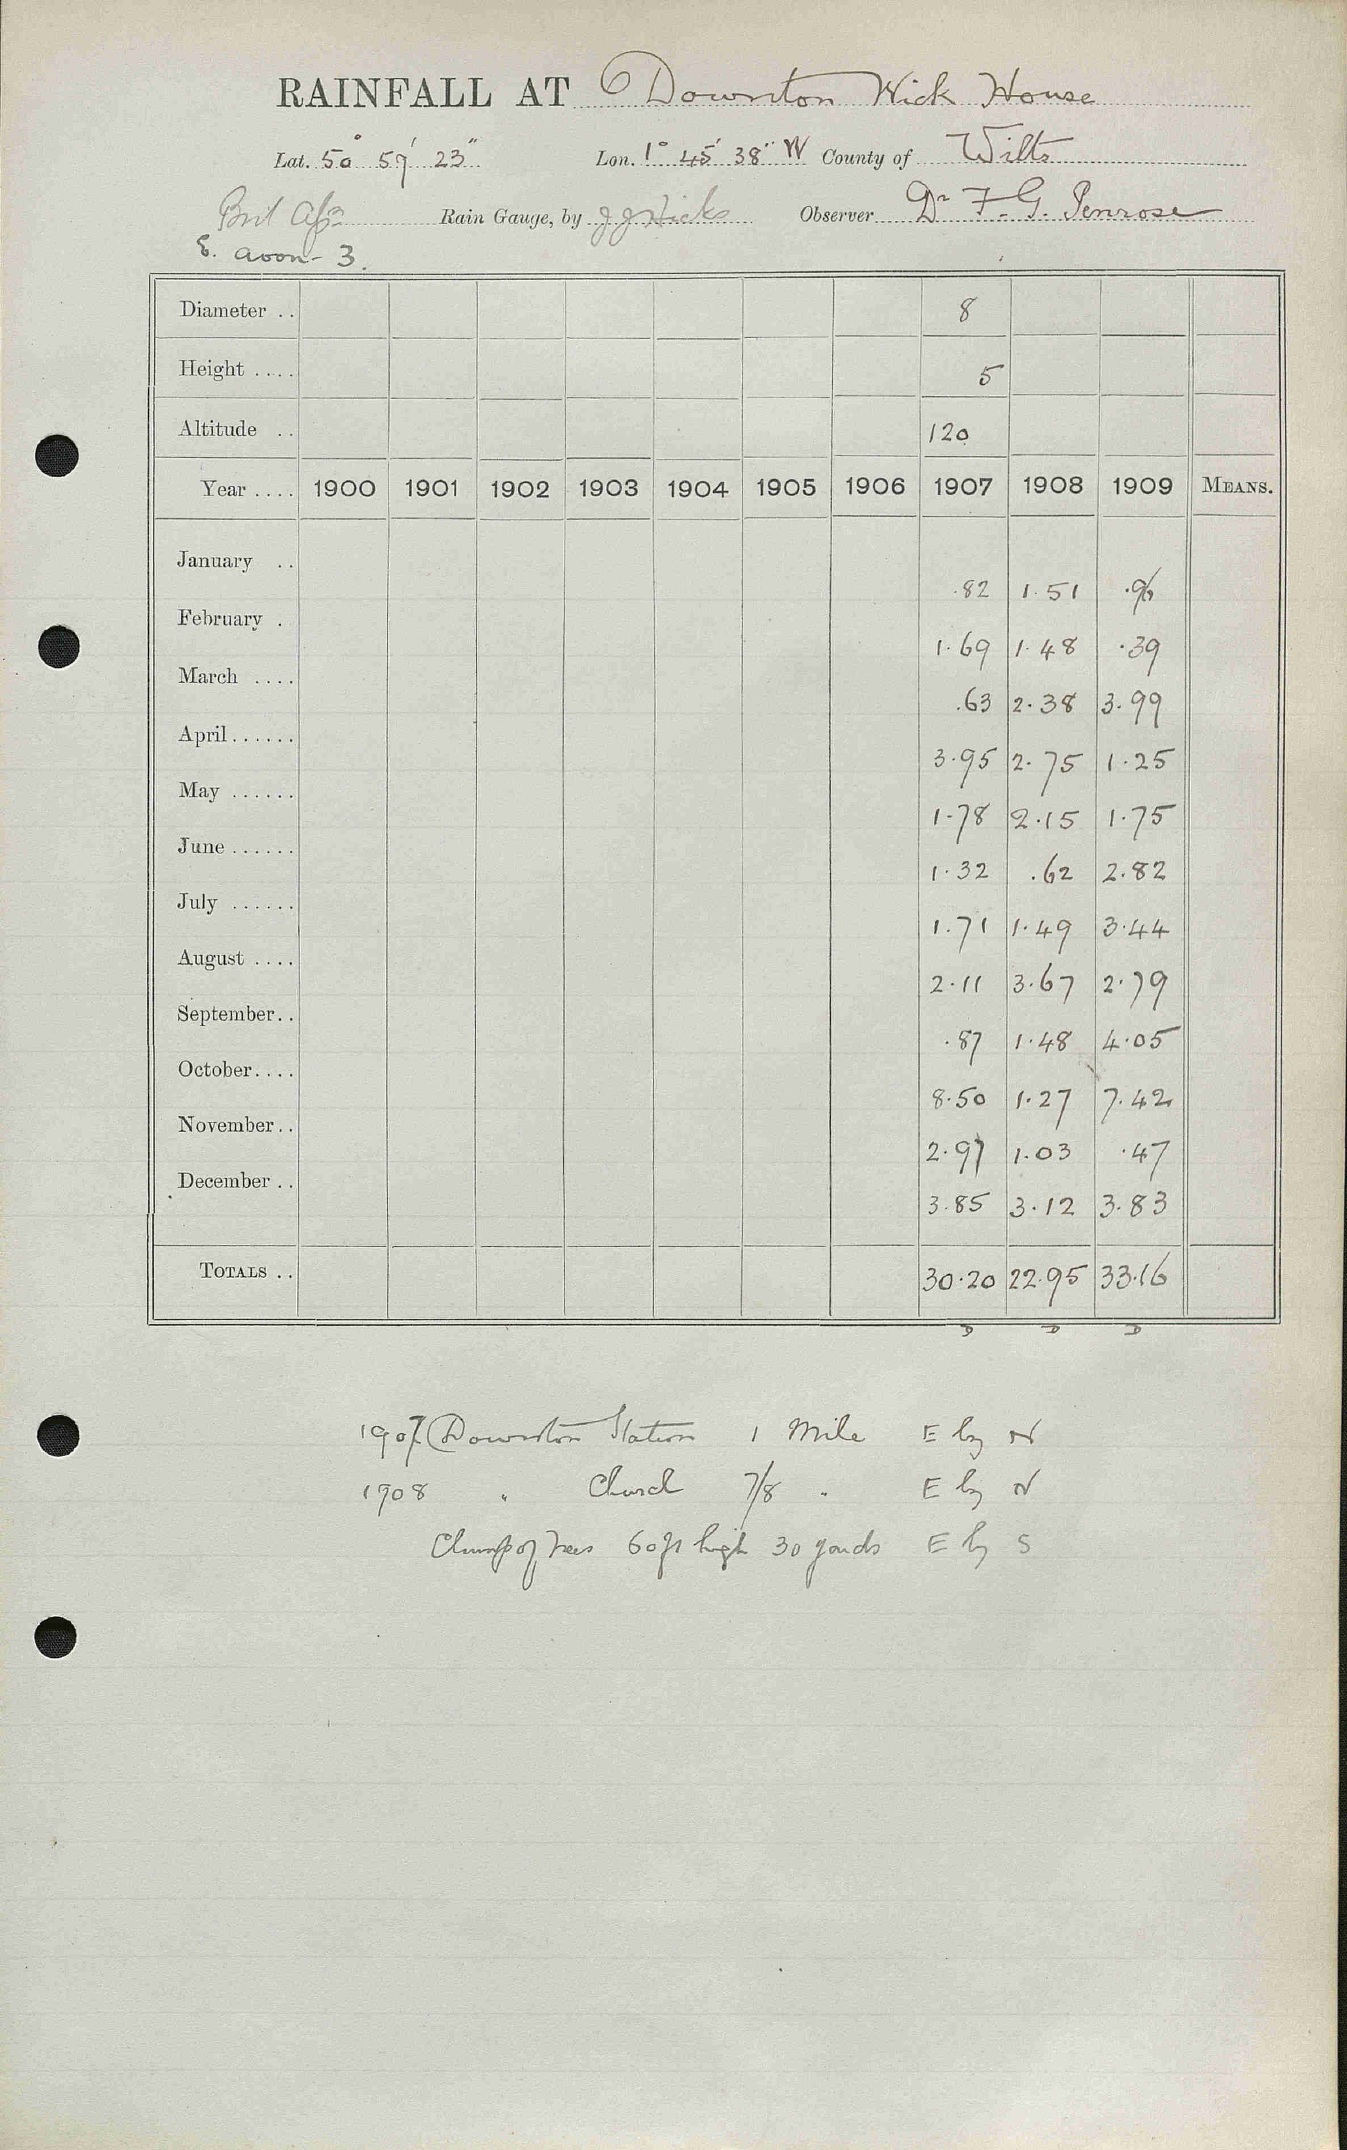 RAINFALL AT Downton Wick House
Lat. 50° 59′ 23″ Lon. 1° 45′ 38″ W County of Wilts
Rain Gauge, by J J Hicks Observer Dr F. G. Penrose
E. Avon - 3.
Diameter .. 8
Height .... 5
Altitude .. 120
Year .... 1900 1901 1902 1903 1904 1905 1906 1907 1908 1909 MEANS.
January .. .82 1.51 .96
February . 1.69 1.48 .39
March .... .63 2.38 3.99
April...... 3.95 2.75 1.25
May ...... 1.78 2.15 1.75
June ...... 1.32 .62 2.82
July ...... 1.71 1.49 3.44
August .... 2.11 3.67 2.79
September.. .87 1.48 4.05
October.... 8.50 1.27 7.42
November.. 2.97 1.03 .47
December .. 3.85 3.12 3.83
TOTALS .. 30.20 22.95 33.16
D D D
1907 Downton Station 1 Mile E by N
1908 " Church 7/8 " E by N
Clump of trees 60 ft high 30 yards E by S